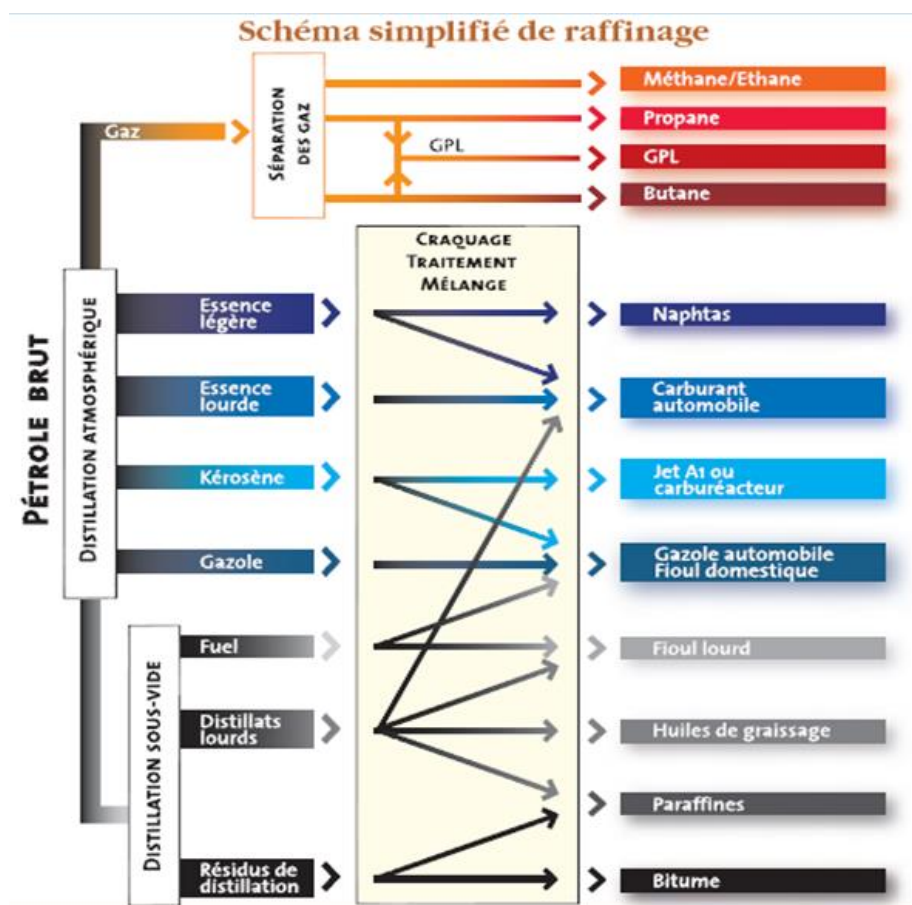 Schéma simplifié de raffinage
Gaz
SÉPARATION
DES GAZ
GPL
Méthane/Ethane
Propane
GPL
Butane
PÉTROLE BRUT
DISTILLATION ATMOSPHÉRIQUE
CRAQUAGE
TRAITEMENT
MÉLANGE
Essence
légère
Naphtas
Essence
lourde
Carburant
automobile
Kérosène
Jet A1 ou
carburéacteur
Gazole
Gazole automobile
Fioul domestique
DISTILLATION SOUS-VIDE
Fuel
Fioul lourd
Distillats
lourds
Huiles de graissage
Paraffines
Résidus de
distillation
Bitume